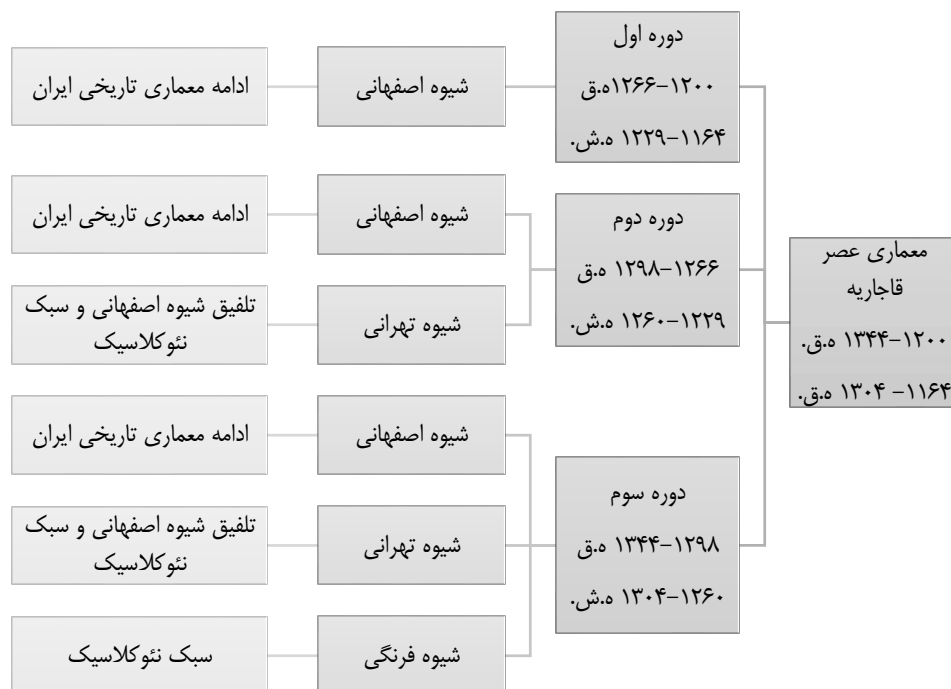 معماری عصر
قاجاریه
۱۲۰۰-۱۳۴۴ ه.ق.
۱۱۶۴- ۱۳۰۴ ه.ق.
دوره اول
۱۲۰۰-۱۲۶۶ه.ق
۱۱۶۴-۱۲۲۹ ه.ش.
شیوه اصفهانی
ادامه معماری تاریخی ایران
دوره دوم
۱۲۶۶-۱۲۹۸ ه.ق
۱۲۲۹-۱۲۶۰ ه.ش.
شیوه اصفهانی
ادامه معماری تاریخی ایران
شیوه تهرانی
تلفیق شیوه اصفهانی و سبک
نئوکلاسیک
دوره سوم
۱۲۹۸-۱۳۴۴ ه.ق
۱۲۶۰-۱۳۰۴ ه.ش.
شیوه اصفهانی
ادامه معماری تاریخی ایران
شیوه تهرانی
تلفیق شیوه اصفهانی و سبک
نئوکلاسیک
شیوه فرنگی
سبک نئوکلاسیک